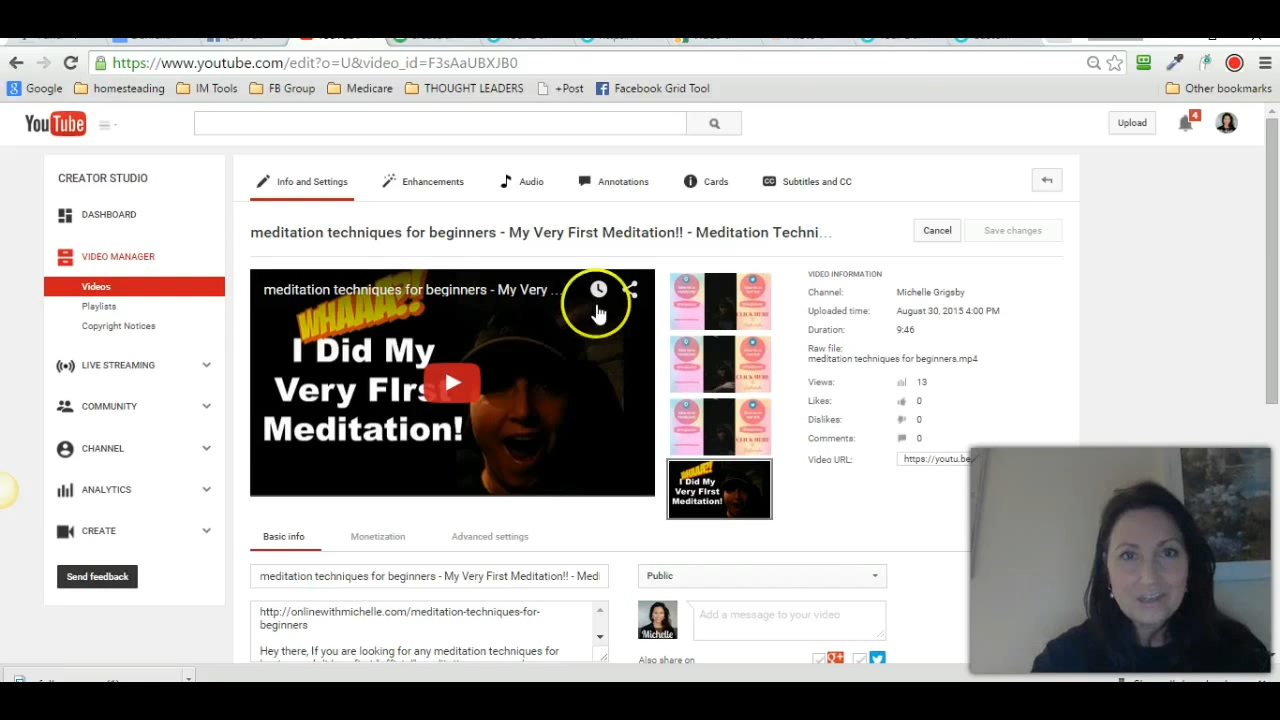 https://www.youtube.com/edit?o=U&video_id=F3sAaUBXJB0
Google homesteading IM Tools FB Group Medicare THOUGHT LEADERS +Post Facebook Grid Tool Other bookmarks
YouTube Upload 4
CREATOR STUDIO
DASHBOARD
VIDEO MANAGER
Videos
Playlists
Copyright Notices
LIVE STREAMING
COMMUNITY
CHANNEL
ANALYTICS
CREATE
Send feedback
Info and Settings Enhancements Audio Annotations Cards Subtitles and CC
meditation techniques for beginners - My Very First Meditation!! - Meditation Techni... Cancel Save changes
meditation techniques for beginners - My Very ...
WHAAA?!
I Did My
Very FIrst
Meditation!
I Did My
Very FIrst
Meditation!
VIDEO INFORMATION
Channel: Michelle Grigsby
Uploaded time: August 30, 2015 4:00 PM
Duration: 9:46
Raw file:
meditation techniques for beginners.mp4
Views: 13
Likes: 0
Dislikes: 0
Comments: 0
Video URL: https://youtu.be
Basic info Monetization Advanced settings
meditation techniques for beginners - My Very First Meditation!! - Medi
Public
http://onlinewithmichelle.com/meditation-techniques-for-
beginners
Hey there, If you are looking for any meditation techniques for
Michelle
Add a message to your video
Also share on